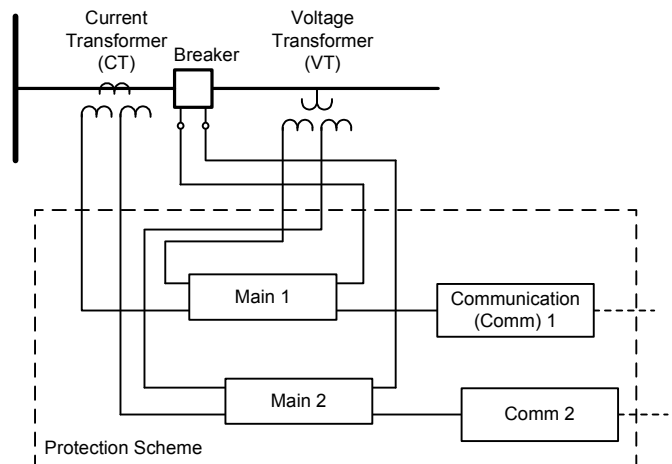 Current
Transformer
(CT)
Breaker
Voltage
Transformer
(VT)
Main 1
Communication
(Comm) 1
Main 2
Comm 2
Protection Scheme